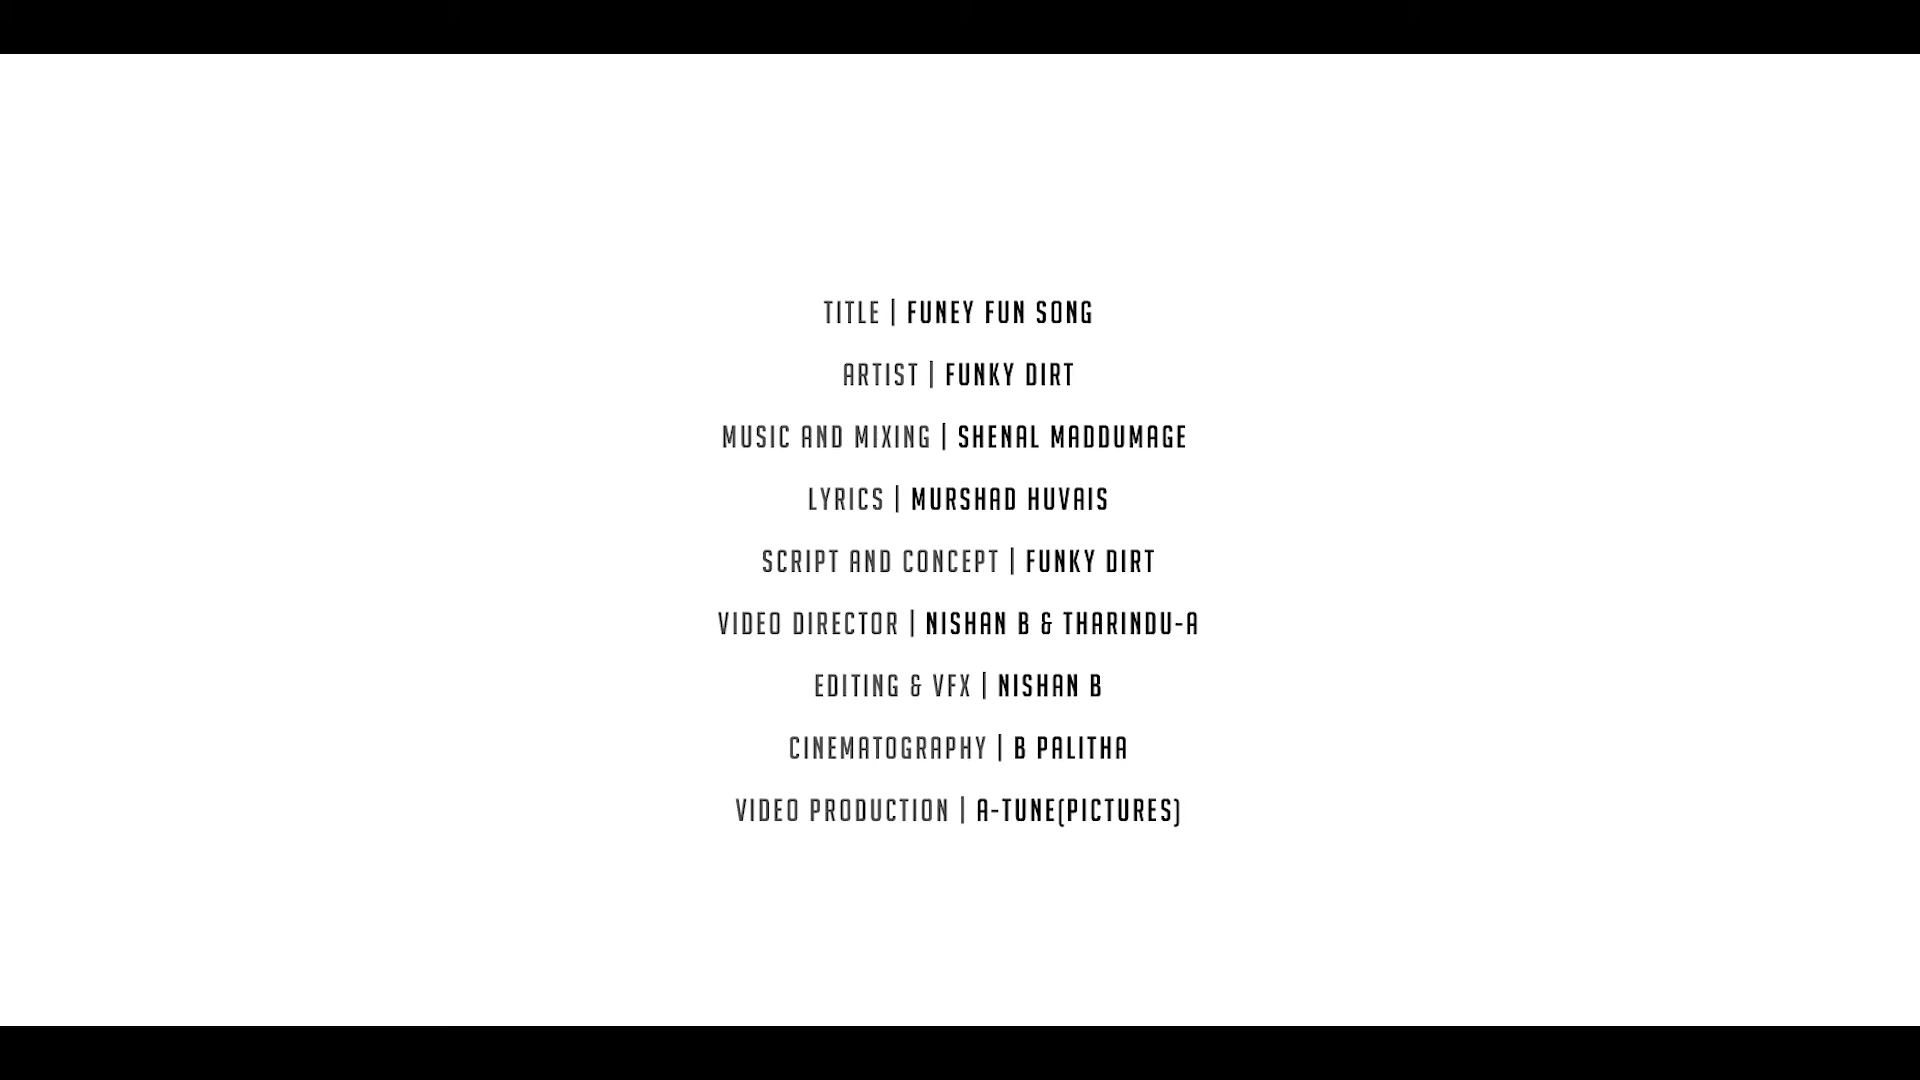 TITLE | FUNEY FUN SONG
ARTIST | FUNKY DIRT
MUSIC AND MIXING | SHENAL MADDUMAGE
LYRICS | MURSHAD HUVAIS
SCRIPT AND CONCEPT | FUNKY DIRT
VIDEO DIRECTOR | NISHAN B & THARINDU-A
EDITING & VFX | NISHAN B
CINEMATOGRAPHY | B PALITHA
VIDEO PRODUCTION | A-TUNE(PICTURES)